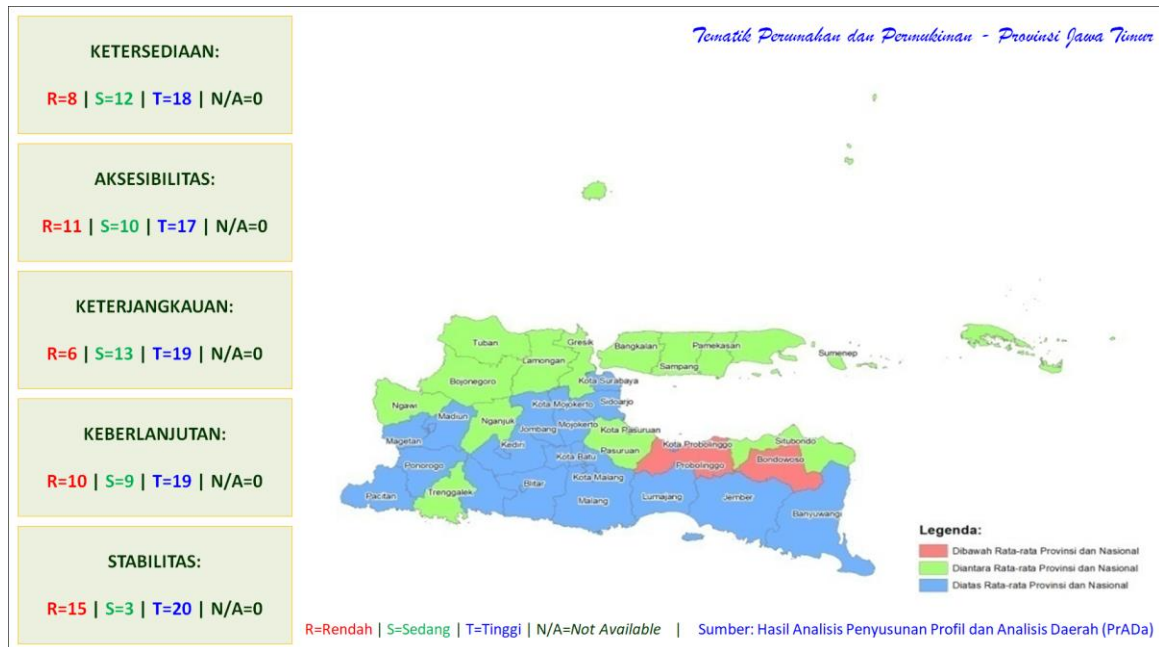 Tematik Perumahan dan Permukiman - Provinsi Jawa Timur
KETERSEDIAAN:
R=8 | S=12 | T=18 | N/A=0
AKSESIBILITAS:
R=11 | S=10 | T=17 | N/A=0
KETERJANGKAUAN:
R=6 | S=13 | T=19 | N/A=0
KEBERLANJUTAN:
R=10 | S=9 | T=19 | N/A=0
STABILITAS:
R=15 | S=3 | T=20 | N/A=0
Tuban
Gresik
Lamongan
Bangkalan
Pamekasan
Sampang
Sumenep
Bojonegoro
Kota Surabaya
Ngawi
Madiun
Kota Mojokerto
Sidoarjo
Nganjuk
Jombang
Mojokerto
Kota Pasuruan
Magetan
Kediri
Kota Batu
Pasuruan
Kota Probolinggo
Situbondo
Ponorogo
Probolinggo
Bondowoso
Pacitan
Trenggalek
Blitar
Kota Malang
Malang
Lumajang
Jember
Banyuwangi
Legenda:
Dibawah Rata-rata Provinsi dan Nasional
Diantara Rata-rata Provinsi dan Nasional
Diatas Rata-rata Provinsi dan Nasional
R=Rendah | S=Sedang | T=Tinggi | N/A=Not Available | Sumber: Hasil Analisis Penyusunan Profil dan Analisis Daerah (PrADa)